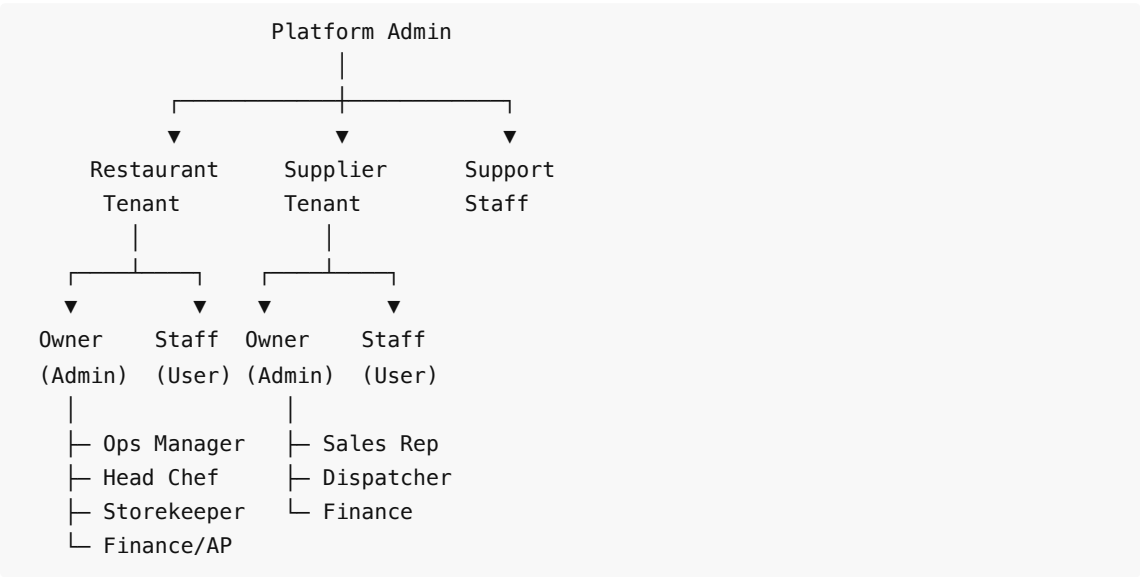 Platform Admin
Restaurant Supplier Support
Tenant Tenant Staff
Owner Staff Owner Staff
(Admin) (User) (Admin) (User)
Ops Manager Sales Rep
Head Chef Dispatcher
Storekeeper Finance
Finance/AP